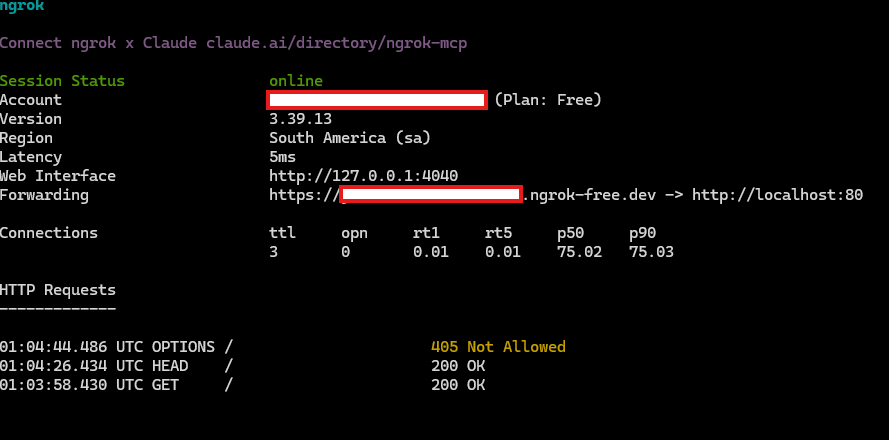 ngrok
Connect ngrok x Claude claude.ai/directory/ngrok-mcp
Session Status online
Account (Plan: Free)
Version 3.39.13
Region South America (sa)
Latency 5ms
Web Interface http://127.0.0.1:4040
Forwarding https:// .ngrok-free.dev -> http://localhost:80
Connections ttl opn rt1 rt5 p50 p90
3 0 0.01 0.01 75.02 75.03
HTTP Requests
-------------
01:04:44.486 UTC OPTIONS / 405 Not Allowed
01:04:26.434 UTC HEAD / 200 OK
01:03:58.430 UTC GET / 200 OK